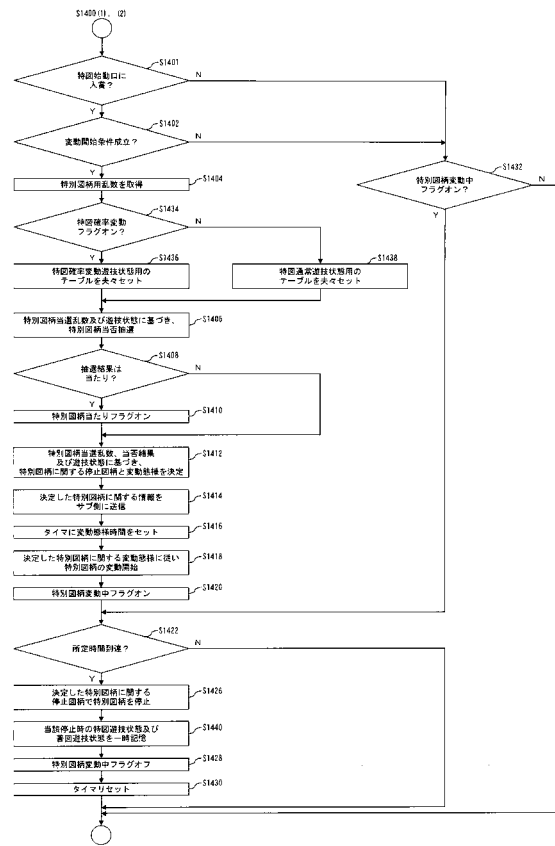 S1400(1), (2)
S1401
特図始動口に
入賞？
N
Y
S1402
変動開始条件成立？
N
Y
S1432
特別図柄変動中
フラグオン？
N
Y
S1404
特別図柄用乱数を取得
S1434
特図確率変動
フラグオン？
N
Y
S1436
特図確率変動遊技状態用の
テーブルを夫々セット
S1438
特図通常遊技状態用の
テーブルを夫々セット
S1406
特別図柄当選乱数及び遊技状態に基づき、
特別図柄当否抽選
S1408
抽選結果は
当たり？
N
Y
S1410
特別図柄当たりフラグオン
S1412
特別図柄当選乱数、当否結果
及び遊技状態に基づき、
特別図柄に関する停止図柄と変動態様を決定
S1414
決定した特別図柄に関する情報を
サブ側に送信
S1416
タイマに変動態様時間をセット
S1418
決定した特別図柄に関する変動態様に従い
特別図柄の変動開始
S1420
特別図柄変動中フラグオン
S1422
所定時間到達？
N
Y
S1426
決定した特別図柄に関する
停止図柄で特別図柄を停止
S1440
当該停止時の特図遊技状態及び
普図遊技状態を一時記憶
S1428
特別図柄変動中フラグオフ
S1430
タイマリセット